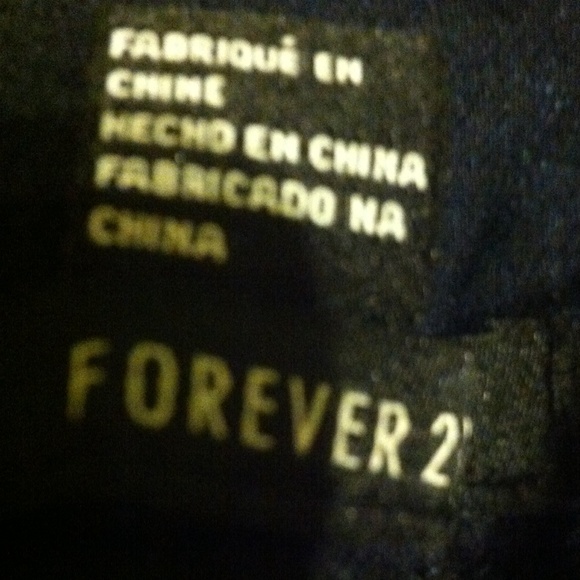 FABRIQUÉ EN
CHINE
HECHO EN CHINA
FABRICADO NA
CHINA
FOREVER 21